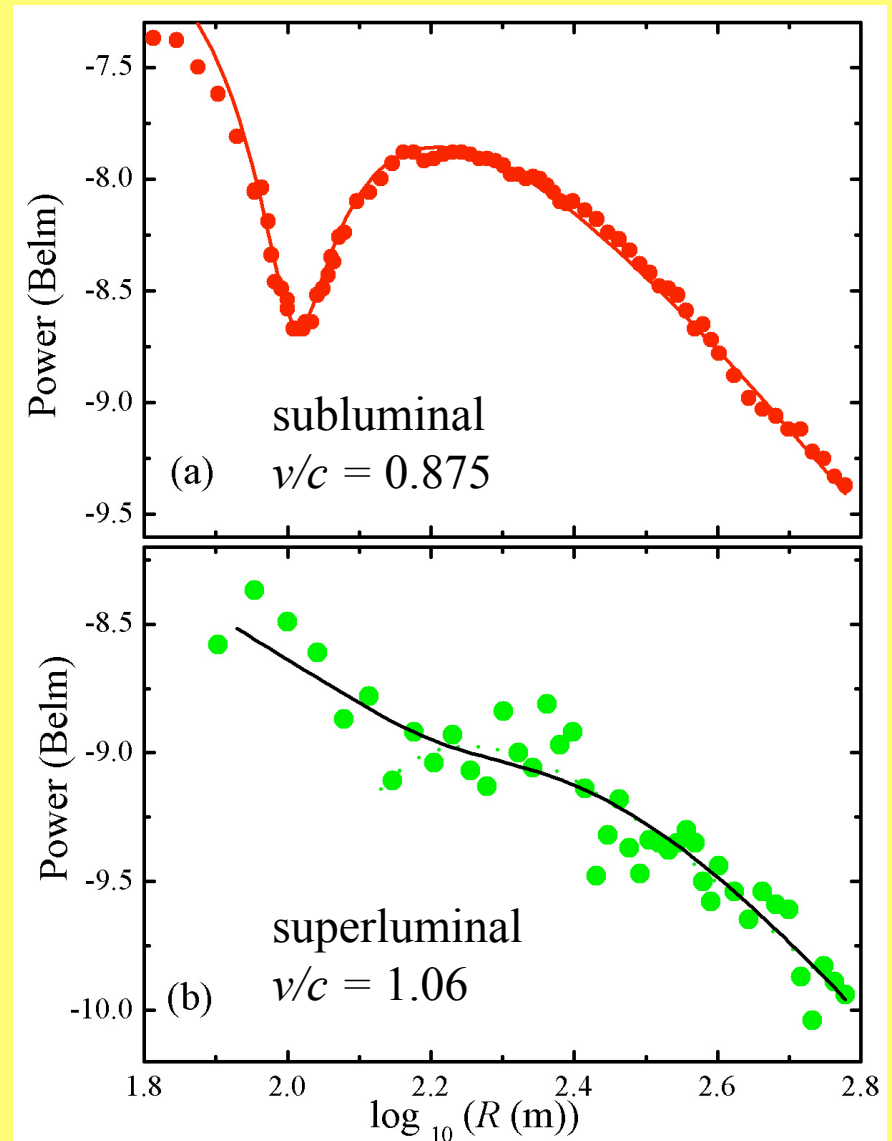 Power (Belm)
-7.5
-8.0
-8.5
-9.0
-9.5
subluminal
(a)
v/c = 0.875
Power (Belm)
-8.5
-9.0
-9.5
-10.0
superluminal
(b)
v/c = 1.06
1.8 2.0 2.2 2.4 2.6 2.8
log 10 (R (m))